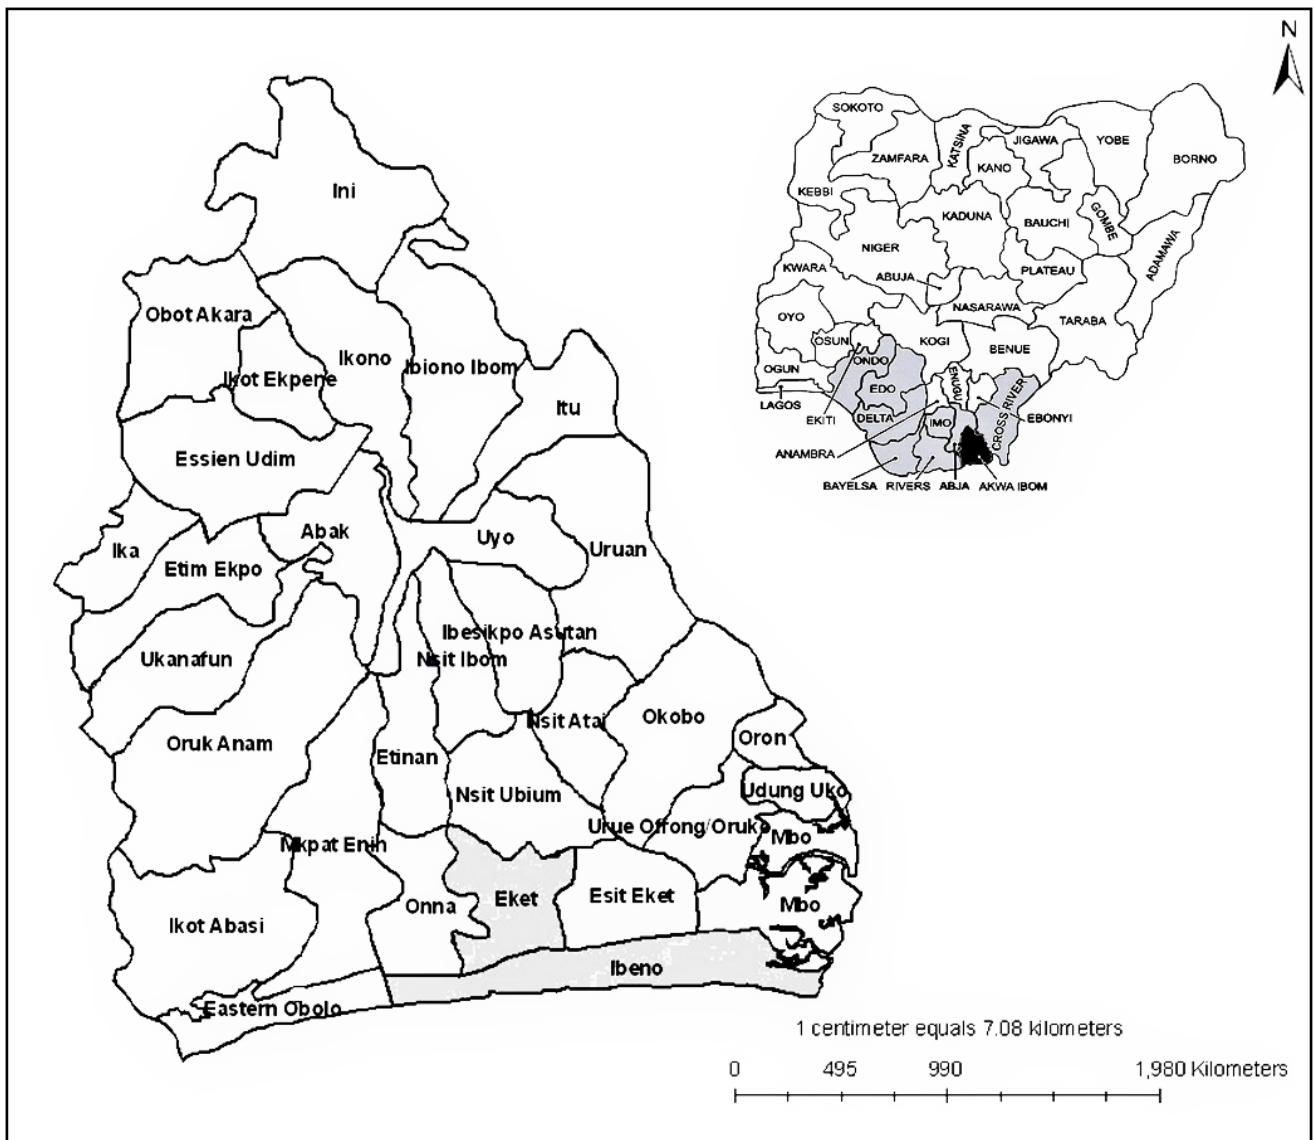 N
SOKOTO
KATSINA
JIGAWA
YOBE
BORNO
ZAMFARA
KANO
KEBBI
KADUNA
BAUCHI
GOMBE
ADAMAWA
NIGER
KWARA
ABUJA
PLATEAU
NASARAWA
TARABA
OYO
OSUN
KOGI
BENUE
OGUN
ONDO
EDO
ENUGU
CROSS RIVER
LAGOS
EKITI
DELTA
IMO
EBONYI
ANAMBRA
BAYELSA
RIVERS
ABJA
AKWA IBOM
Ini
Obot Akara
Ikono
Ibiono Ibom
Ikot Ekpene
Itu
Essien Udim
Abak
Uyo
Uruan
Ika
Etim Ekpo
Ibesikpo Asutan
Nsit Ibom
Ukanafun
Oruk Anam
Nsit Atai
Okobo
Oron
Etinan
Nsit Ubium
Udung Uko
Urue Offong/Oruko
Mbo
Mkpat Enin
Onna
Eket
Esit Eket
Mbo
Ikot Abasi
Ibeno
Eastern Obolo
1 centimeter equals 7.08 kilometers
0 495 990 1,980 Kilometers